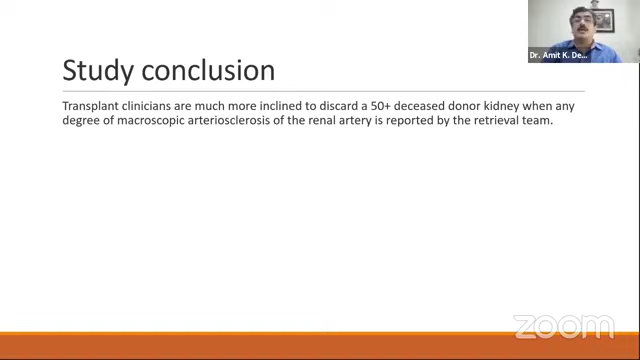 Dr. Amit K. De...
Study conclusion
Transplant clinicians are much more inclined to discard a 50+ deceased donor kidney when any
degree of macroscopic arteriosclerosis of the renal artery is reported by the retrieval team.
zoom